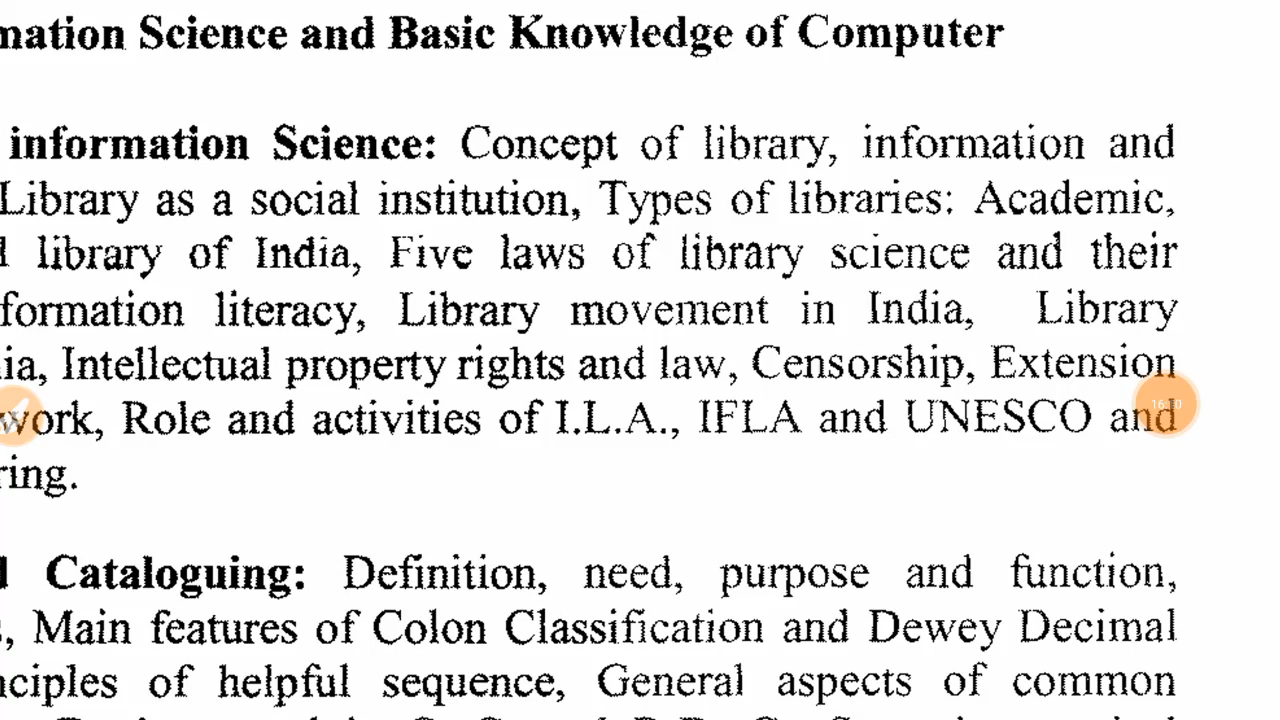 mation Science and Basic Knowledge of Computer
information Science: Concept of library, information and
Library as a social institution, Types of libraries: Academic,
library of India, Five laws of library science and their
formation literacy, Library movement in India, Library
ia, Intellectual property rights and law, Censorship, Extension
work, Role and activities of I.L.A., IFLA and UNESCO and
ring.
Cataloguing: Definition, need, purpose and function,
Main features of Colon Classification and Dewey Decimal
nciples of helpful sequence, General aspects of common